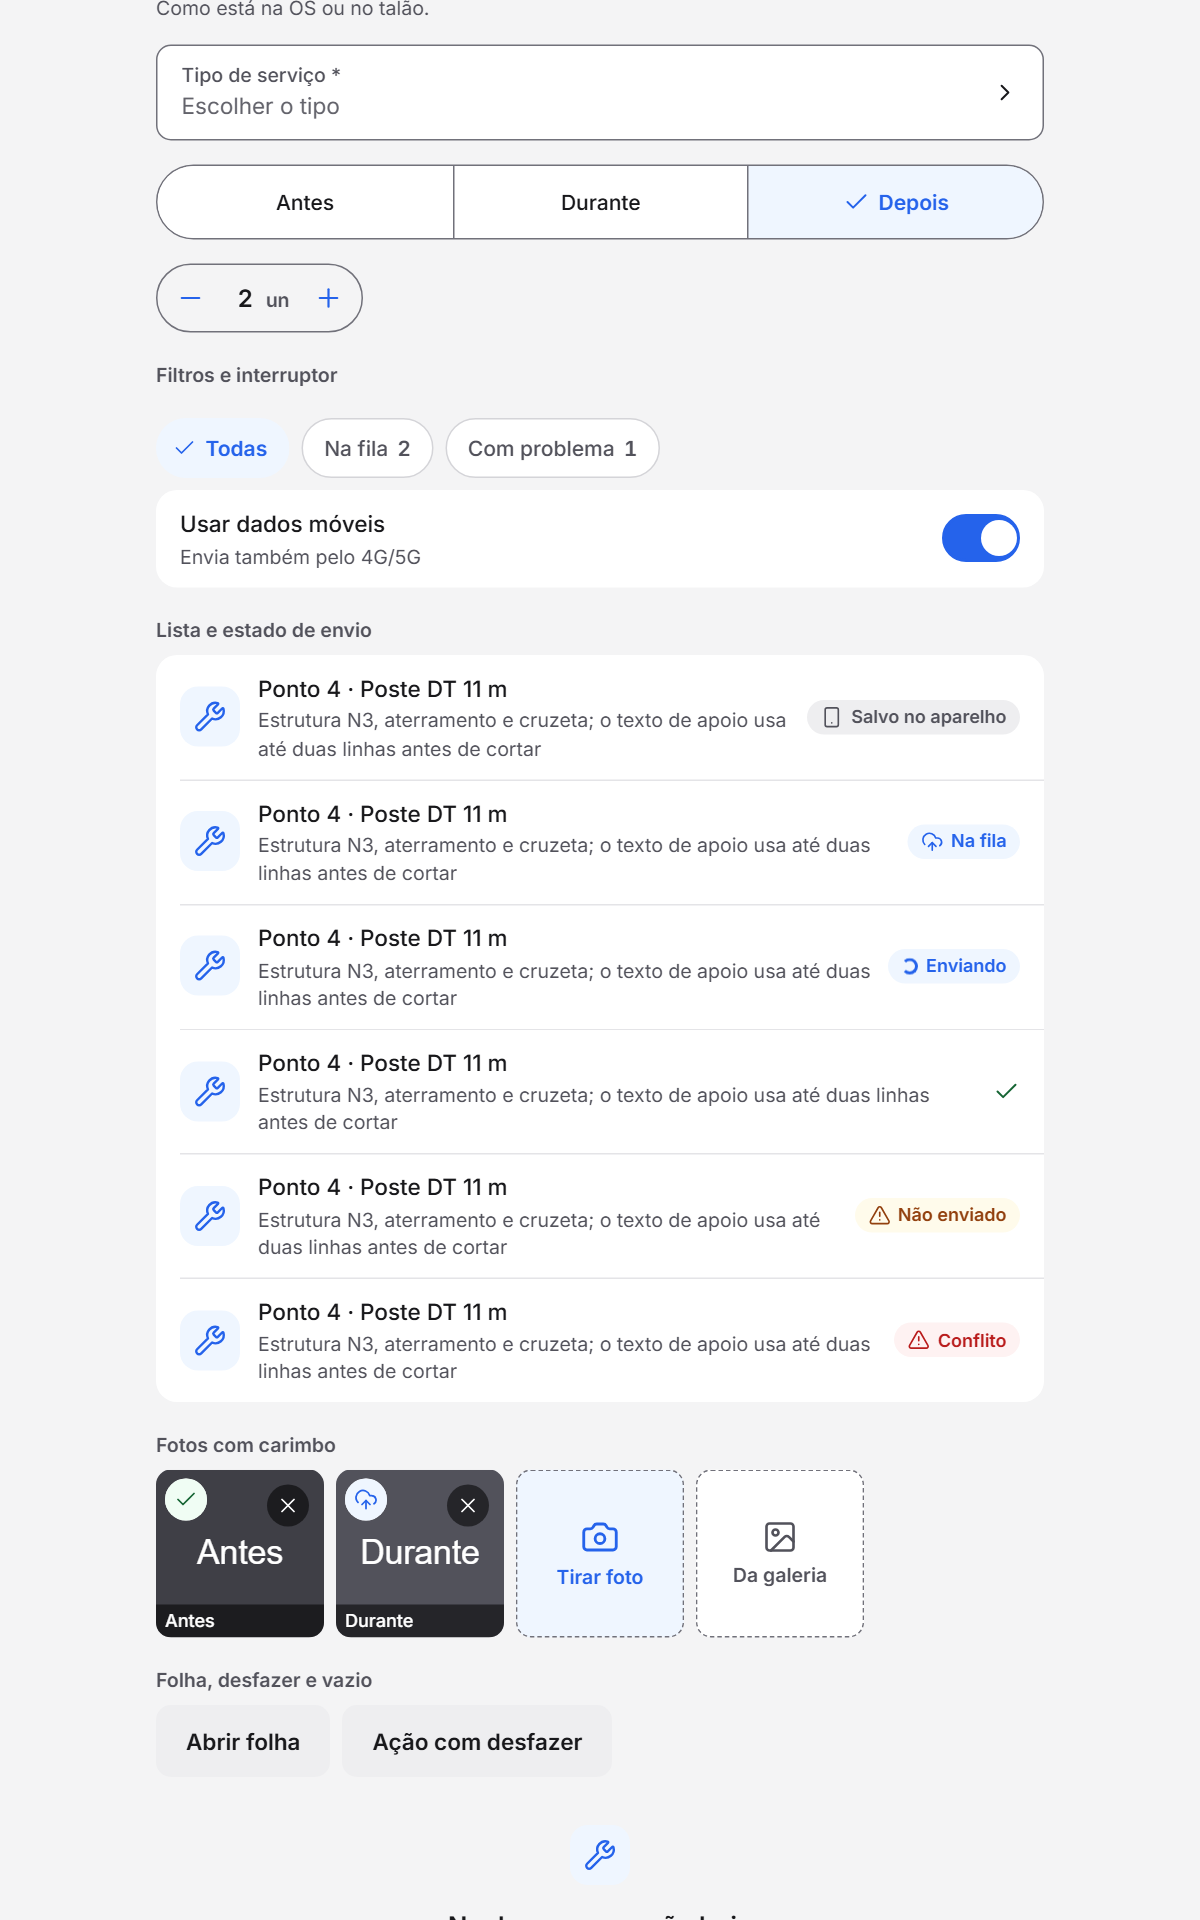 Como está na OS ou no talão.
Tipo de serviço *
Escolher o tipo
Antes
Durante
Depois
2 un
Filtros e interruptor
Todas
Na fila 2
Com problema 1
Usar dados móveis
Envia também pelo 4G/5G
Lista e estado de envio
Ponto 4 · Poste DT 11 m
Estrutura N3, aterramento e cruzeta; o texto de apoio usa
até duas linhas antes de cortar
Salvo no aparelho
Ponto 4 · Poste DT 11 m
Estrutura N3, aterramento e cruzeta; o texto de apoio usa até duas
linhas antes de cortar
Na fila
Ponto 4 · Poste DT 11 m
Estrutura N3, aterramento e cruzeta; o texto de apoio usa até duas
linhas antes de cortar
Enviando
Ponto 4 · Poste DT 11 m
Estrutura N3, aterramento e cruzeta; o texto de apoio usa até duas linhas
antes de cortar
Ponto 4 · Poste DT 11 m
Estrutura N3, aterramento e cruzeta; o texto de apoio usa até
duas linhas antes de cortar
Não enviado
Ponto 4 · Poste DT 11 m
Estrutura N3, aterramento e cruzeta; o texto de apoio usa até duas
linhas antes de cortar
Conflito
Fotos com carimbo
Antes
Antes
Durante
Durante
Tirar foto
Da galeria
Folha, desfazer e vazio
Abrir folha
Ação com desfazer